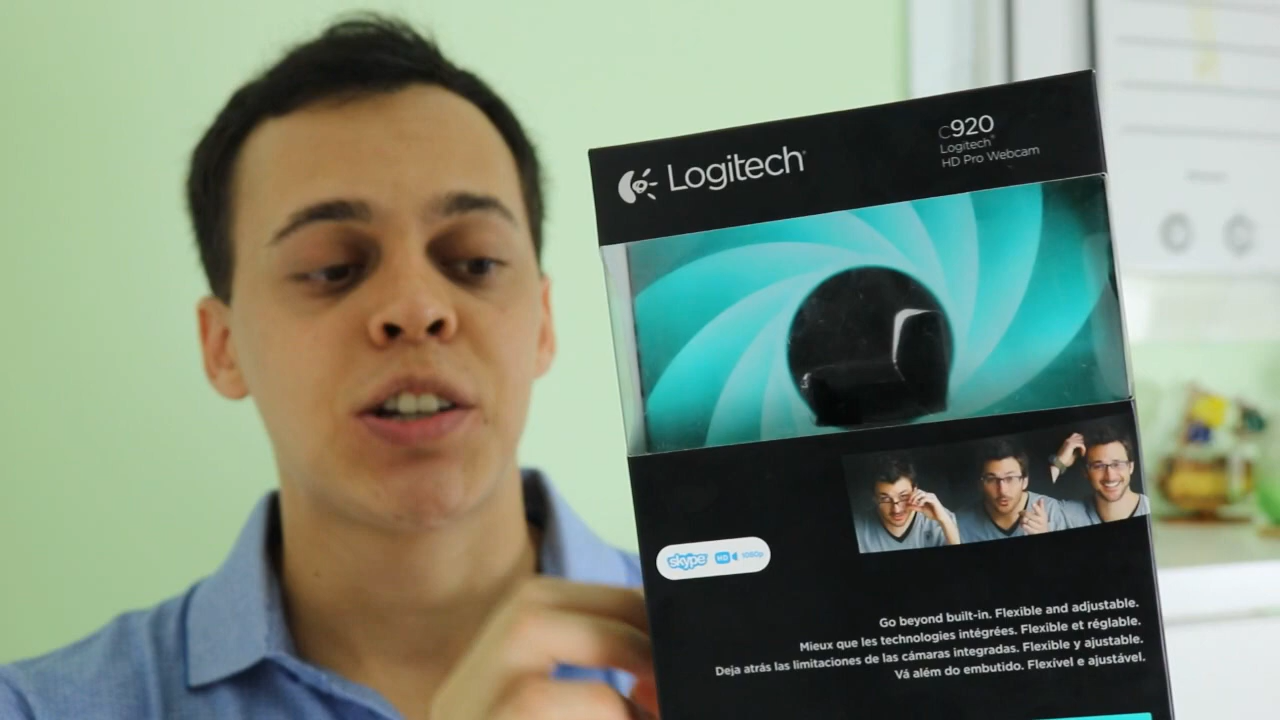 Logitech
C920
Logitech®
HD Pro Webcam
skype HD 1080p
Go beyond built-in. Flexible and adjustable.
Mieux que les technologies intégrées. Flexible et réglable.
Deja atrás las limitaciones de las cámaras integradas. Flexible y ajustable.
Vá além do embutido. Flexível e ajustável.